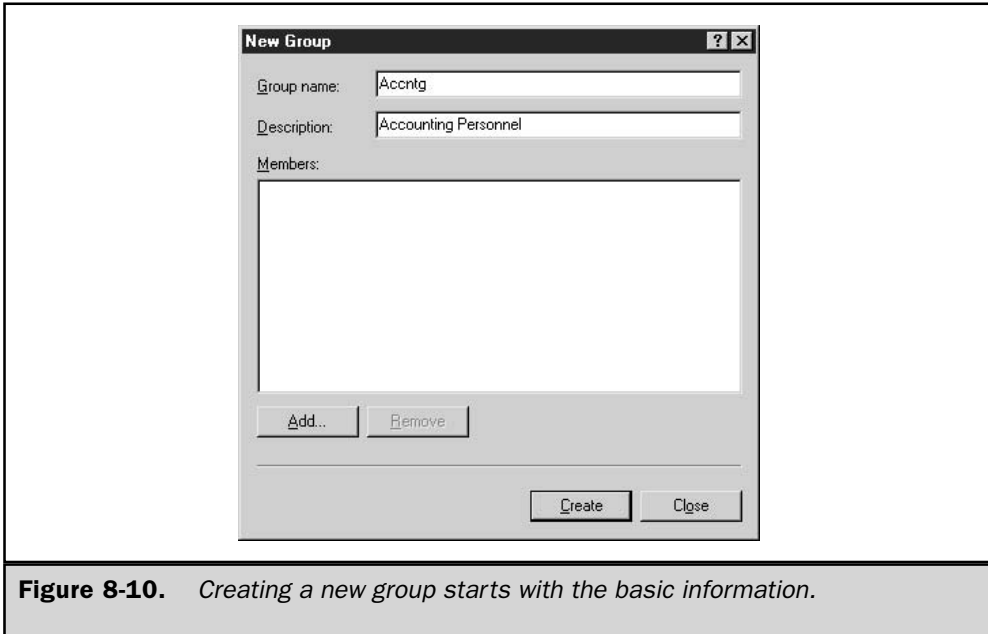 New Group
Group name: Accntg
Description: Accounting Personnel
Members:
Add... Remove
Create Close
Figure 8-10. Creating a new group starts with the basic information.